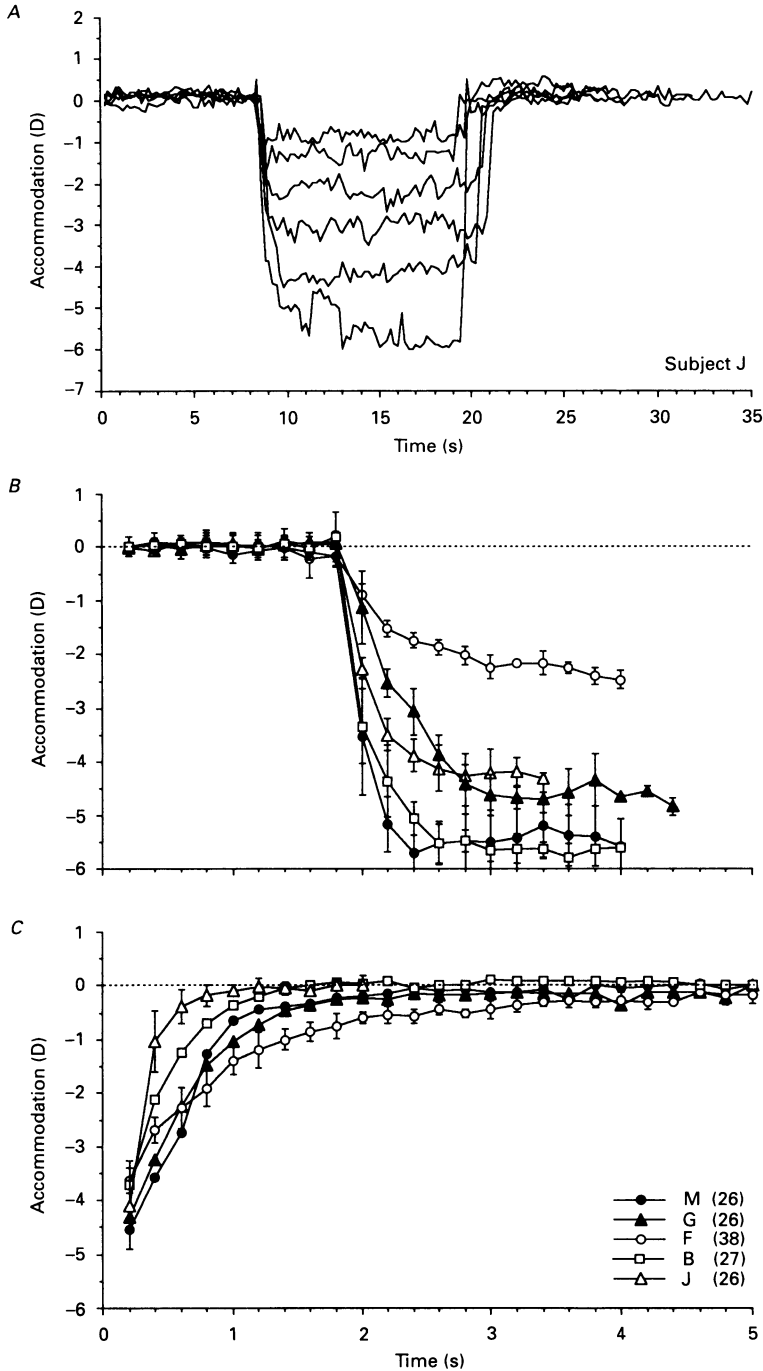 A
2
1
0
−1
−2
−3
−4
−5
−6
−7
Accommodation (D)
Subject J
0 5 10 15 20 25 30 35
Time (s)
B
1
0
−1
−2
−3
−4
−5
−6
Accommodation (D)
C
1
0
−1
−2
−3
−4
−5
−6
Accommodation (D)
M (26)
G (26)
F (38)
B (27)
J (26)
0 1 2 3 4 5
Time (s)